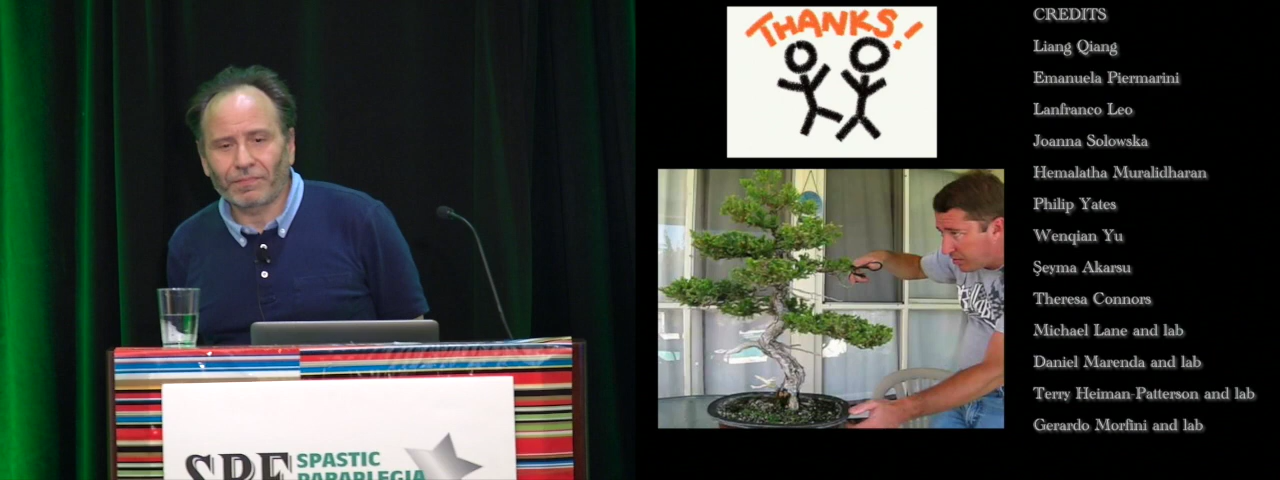 THANKS!
CREDITS
Liang Qiang
Emanuela Piermarini
Lanfranco Leo
Joanna Solowska
Hemalatha Muralidharan
Philip Yates
Wenqian Yu
Şeyma Akarsu
Theresa Connors
Michael Lane and lab
Daniel Marenda and lab
Terry Heiman-Patterson and lab
Gerardo Morfini and lab
SPF SPASTIC
PARAPLEGIA